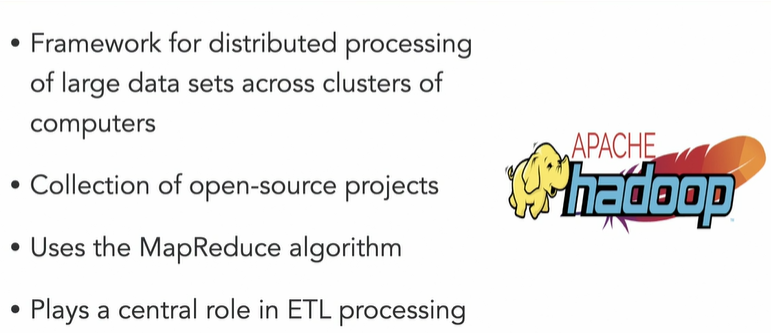 • Framework for distributed processing
of large data sets across clusters of
computers
• Collection of open-source projects
• Uses the MapReduce algorithm
• Plays a central role in ETL processing
APACHE
hadoop